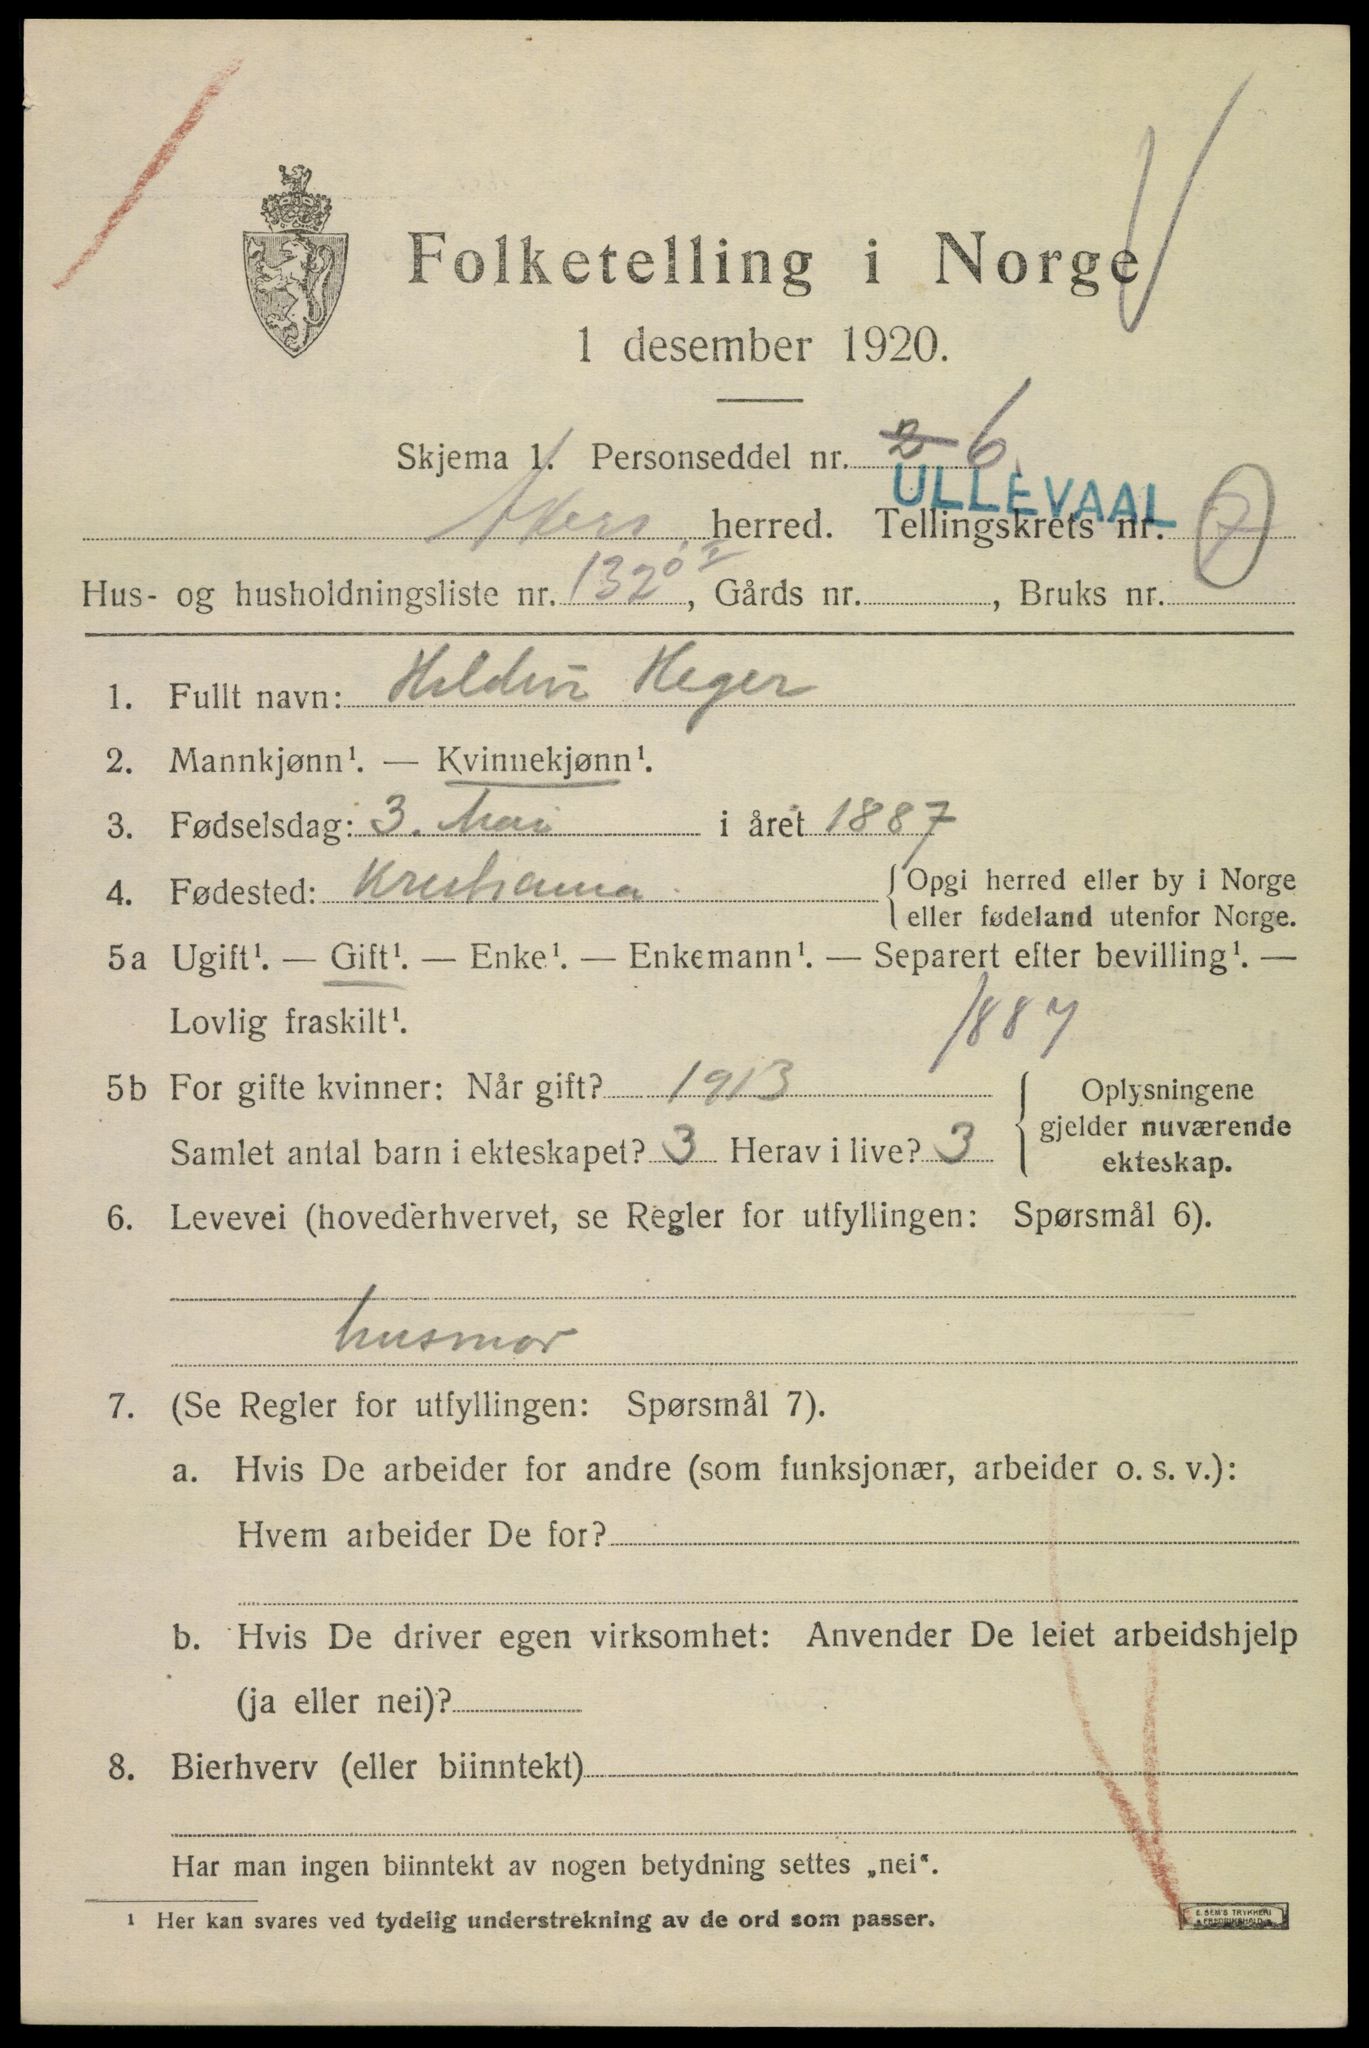 Folketelling i Norge
1 desember 1920.
Skjema 1. Personseddel nr. 2 6
ULLEVAAL
Akers herred. Tellingskrets nr. 7
Hus- og husholdningsliste nr. 132, Gårds nr. , Bruks nr.
1. Fullt navn: Heger
2. Mannkjønn¹. — Kvinnekjønn¹.
3. Fødselsdag: 3. Mai i året 1887
4. Fødested: Kristiania {Opgi herred eller by i Norge
eller fødeland utenfor Norge.
5a Ugift¹. — Gift¹. — Enke¹. — Enkemann¹. — Separert efter bevilling¹. —
Lovlig fraskilt¹.
1887
5b For gifte kvinner: Når gift? 1913
Samlet antal barn i ekteskapet? 3 Herav i live? 3
{Oplysningene
gjelder nuværende
ekteskap.
6. Levevei (hovederhvervet, se Regler for utfyllingen: Spørsmål 6).
husmor
7. (Se Regler for utfyllingen: Spørsmål 7).
a. Hvis De arbeider for andre (som funksjonær, arbeider o. s. v.):
Hvem arbeider De for?
b. Hvis De driver egen virksomhet: Anvender De leiet arbeidshjelp
(ja eller nei)?
8. Bierhverv (eller biinntekt)
Har man ingen biinntekt av nogen betydning settes „nei“.
¹ Her kan svares ved tydelig understrekning av de ord som passer.
E. SEM'S TRYKKERI
FREDRIKSHALD